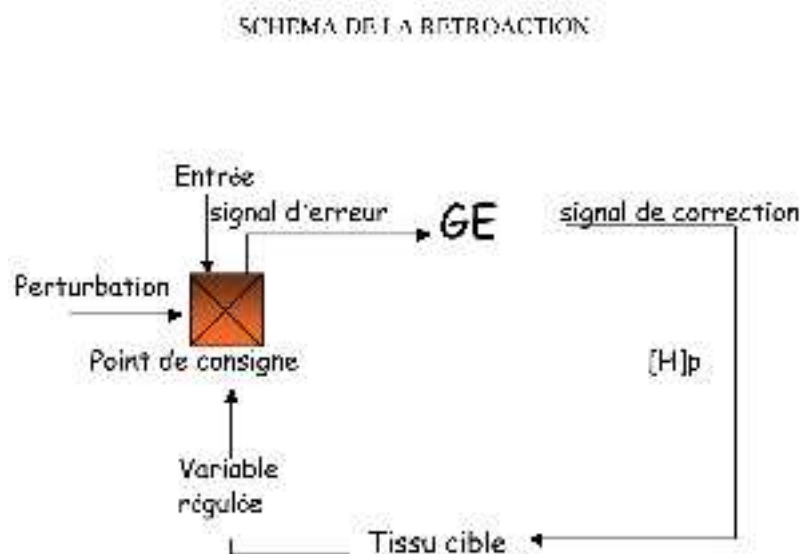 SCHEMA DE LA RETROACTION
Entrée
signal d'erreur
GE
signal de correction
Perturbation
Point de consigne
[H]p
Variable
régulée
Tissu cible